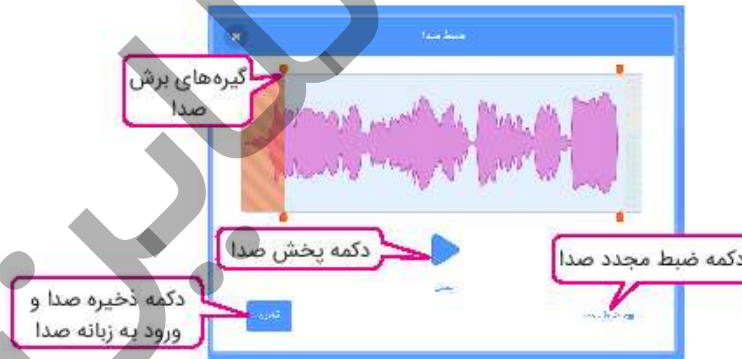 ضبط صدا
گیره‌های برش
صدا
دکمه پخش صدا
دکمه ضبط مجدد صدا
دکمه ذخیره صدا و
ورود به زبانه صدا